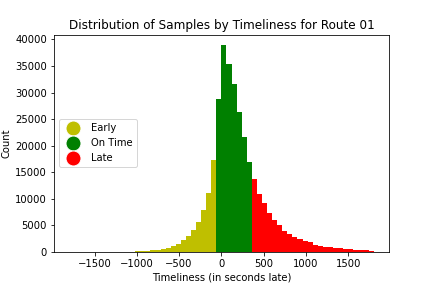 Distribution of Samples by Timeliness for Route 01
40000
35000
30000
25000
20000
15000
10000
5000
0
Count
Early
On Time
Late
−1500 −1000 −500 0 500 1000 1500
Timeliness (in seconds late)